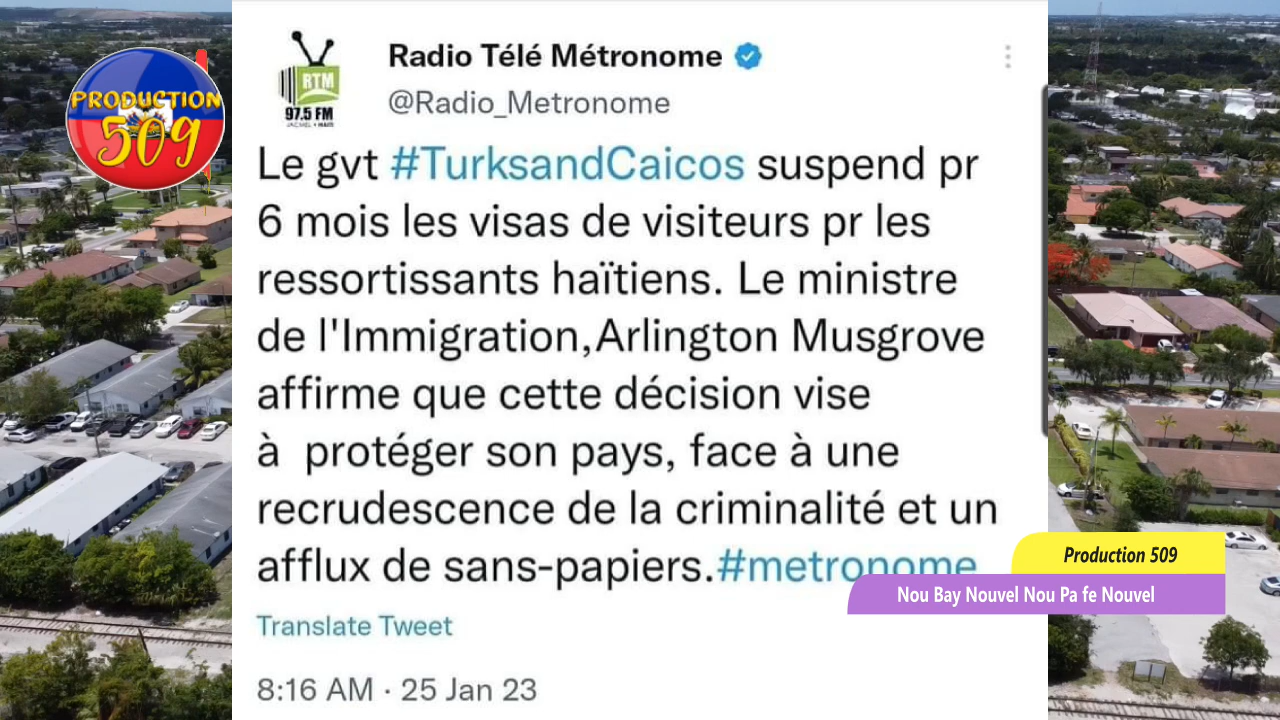 PRODUCTION
509
RTM
97.5 FM
JACMEL • HAITI
Radio Télé Métronome
@Radio_Metronome
Le gvt #TurksandCaicos suspend pr
6 mois les visas de visiteurs pr les
ressortissants haïtiens. Le ministre
de l'Immigration,Arlington Musgrove
affirme que cette décision vise
à  protéger son pays, face à une
recrudescence de la criminalité et un
afflux de sans-papiers.#metronome
Production 509
Nou Bay Nouvel Nou Pa fe Nouvel
Translate Tweet
8:16 AM · 25 Jan 23